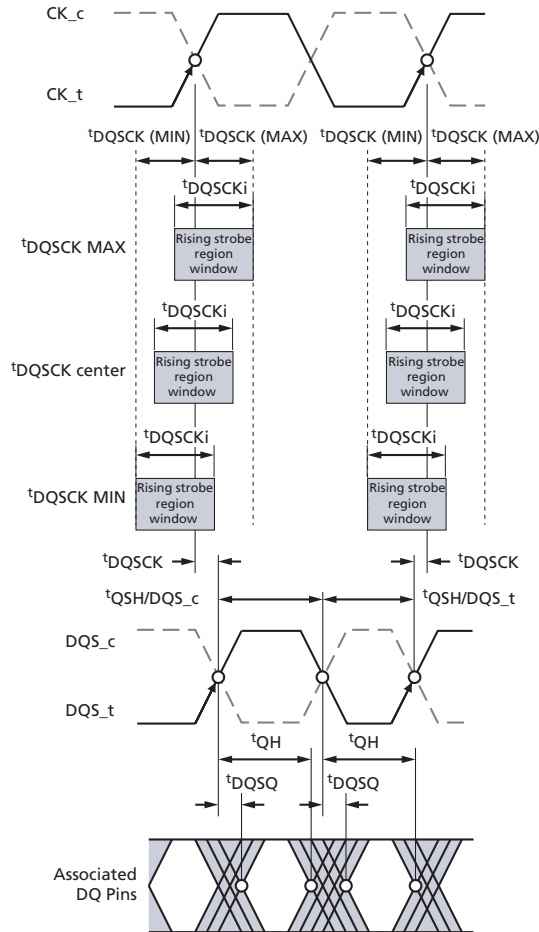 CK_c
CK_t
tDQSCK (MIN) tDQSCK (MAX) tDQSCK (MIN) tDQSCK (MAX)
tDQSCKi tDQSCKi
tDQSCK MAX
Rising strobe
region
window
Rising strobe
region
window
tDQSCKi tDQSCKi
tDQSCK center
Rising strobe
region
window
Rising strobe
region
window
tDQSCKi tDQSCKi
tDQSCK MIN
Rising strobe
region
window
Rising strobe
region
window
tDQSCK tDQSCK
tQSH/DQS_c tQSH/DQS_t
DQS_c
DQS_t
tQH tQH
tDQSQ tDQSQ
Associated
DQ Pins